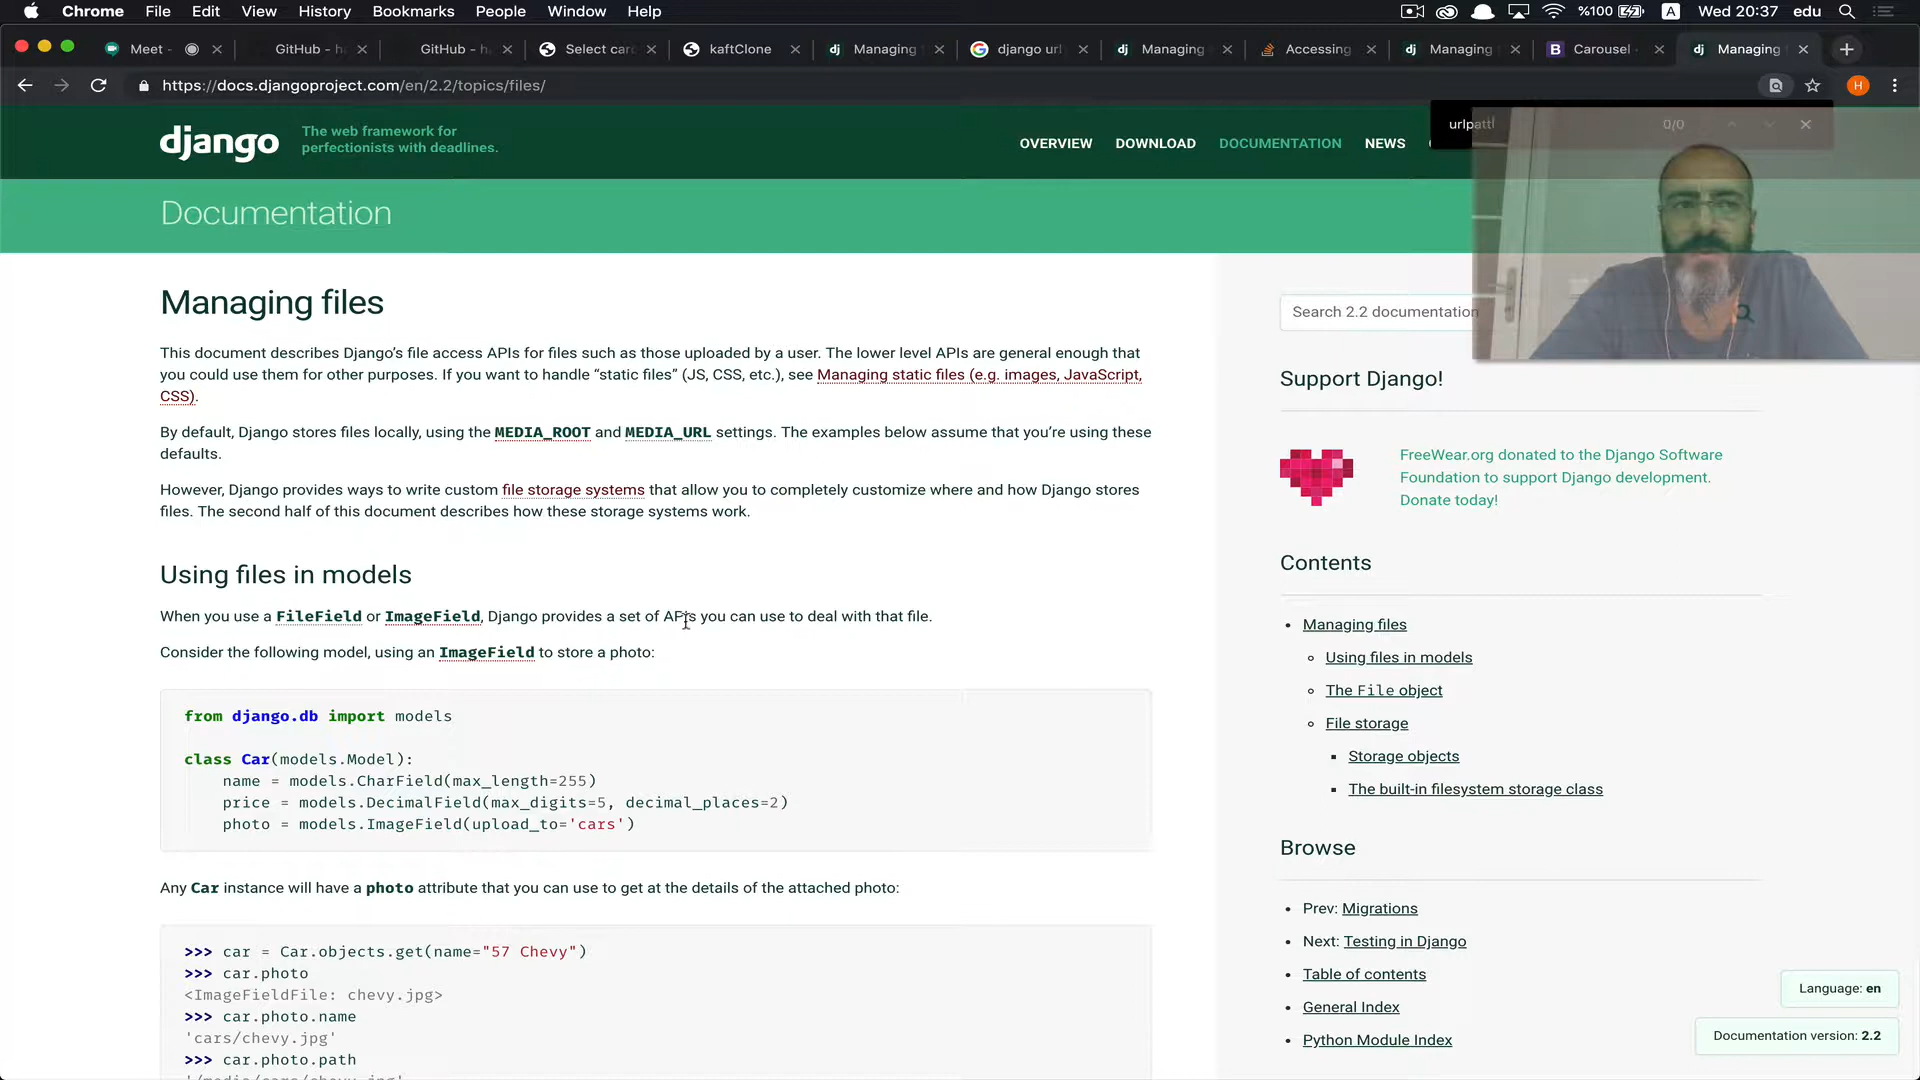 Chrome File Edit View History Bookmarks People Window Help %100 A Wed 20:37 edu
Meet - GitHub - h GitHub - h Select car kaftClone dj Managing django url dj Managing Accessing dj Managing B Carousel dj Managing
https://docs.djangoproject.com/en/2.2/topics/files/ H
django The web framework for perfectionists with deadlines. OVERVIEW DOWNLOAD DOCUMENTATION NEWS
urlpatt 0/0
Documentation
Managing files
This document describes Django’s file access APIs for files such as those uploaded by a user. The lower level APIs are general enough that
you could use them for other purposes. If you want to handle “static files” (JS, CSS, etc.), see Managing static files (e.g. images, JavaScript,
CSS).
By default, Django stores files locally, using the MEDIA_ROOT and MEDIA_URL settings. The examples below assume that you’re using these
defaults.
However, Django provides ways to write custom file storage systems that allow you to completely customize where and how Django stores
files. The second half of this document describes how these storage systems work.
Using files in models
When you use a FileField or ImageField, Django provides a set of APIs you can use to deal with that file.
Consider the following model, using an ImageField to store a photo:
from django.db import models
class Car(models.Model):
name = models.CharField(max_length=255)
price = models.DecimalField(max_digits=5, decimal_places=2)
photo = models.ImageField(upload_to='cars')
Any Car instance will have a photo attribute that you can use to get at the details of the attached photo:
>>> car = Car.objects.get(name="57 Chevy")
>>> car.photo
<ImageFieldFile: chevy.jpg>
>>> car.photo.name
'cars/chevy.jpg'
>>> car.photo.path
'/media/cars/chevy.jpg'
Search 2.2 documentation
Support Django!
FreeWear.org donated to the Django Software
Foundation to support Django development.
Donate today!
Contents
• Managing files
Using files in models
The File object
File storage
Storage objects
The built-in filesystem storage class
Browse
• Prev: Migrations
• Next: Testing in Django
• Table of contents
• General Index
• Python Module Index
Language: en
Documentation version: 2.2